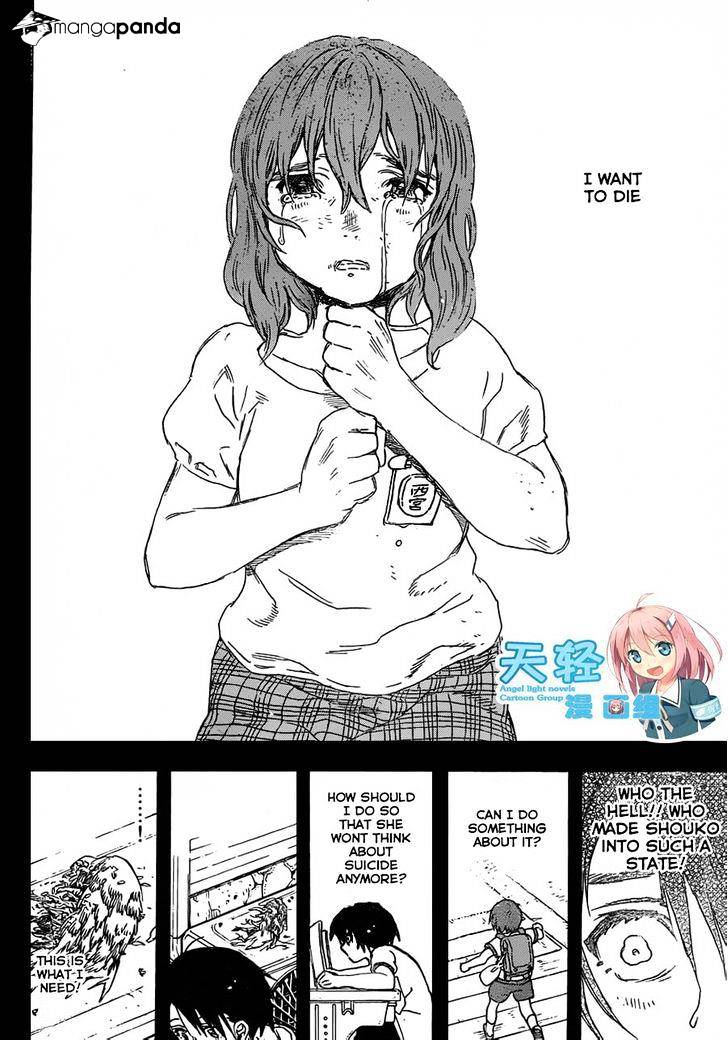 mangapanda
I WANT
TO DIE
西宮
天轻
Angel light novels
Cartoon Group
漫画组
WHO THE
HELL!! WHO
MADE SHOUKO
INTO SUCH A
STATE!
CAN I DO
SOMETHING
ABOUT IT?
HOW SHOULD
I DO SO
THAT SHE
WONT THINK
ABOUT
SUICIDE
ANYMORE?
THIS IS
WHAT I
NEED!